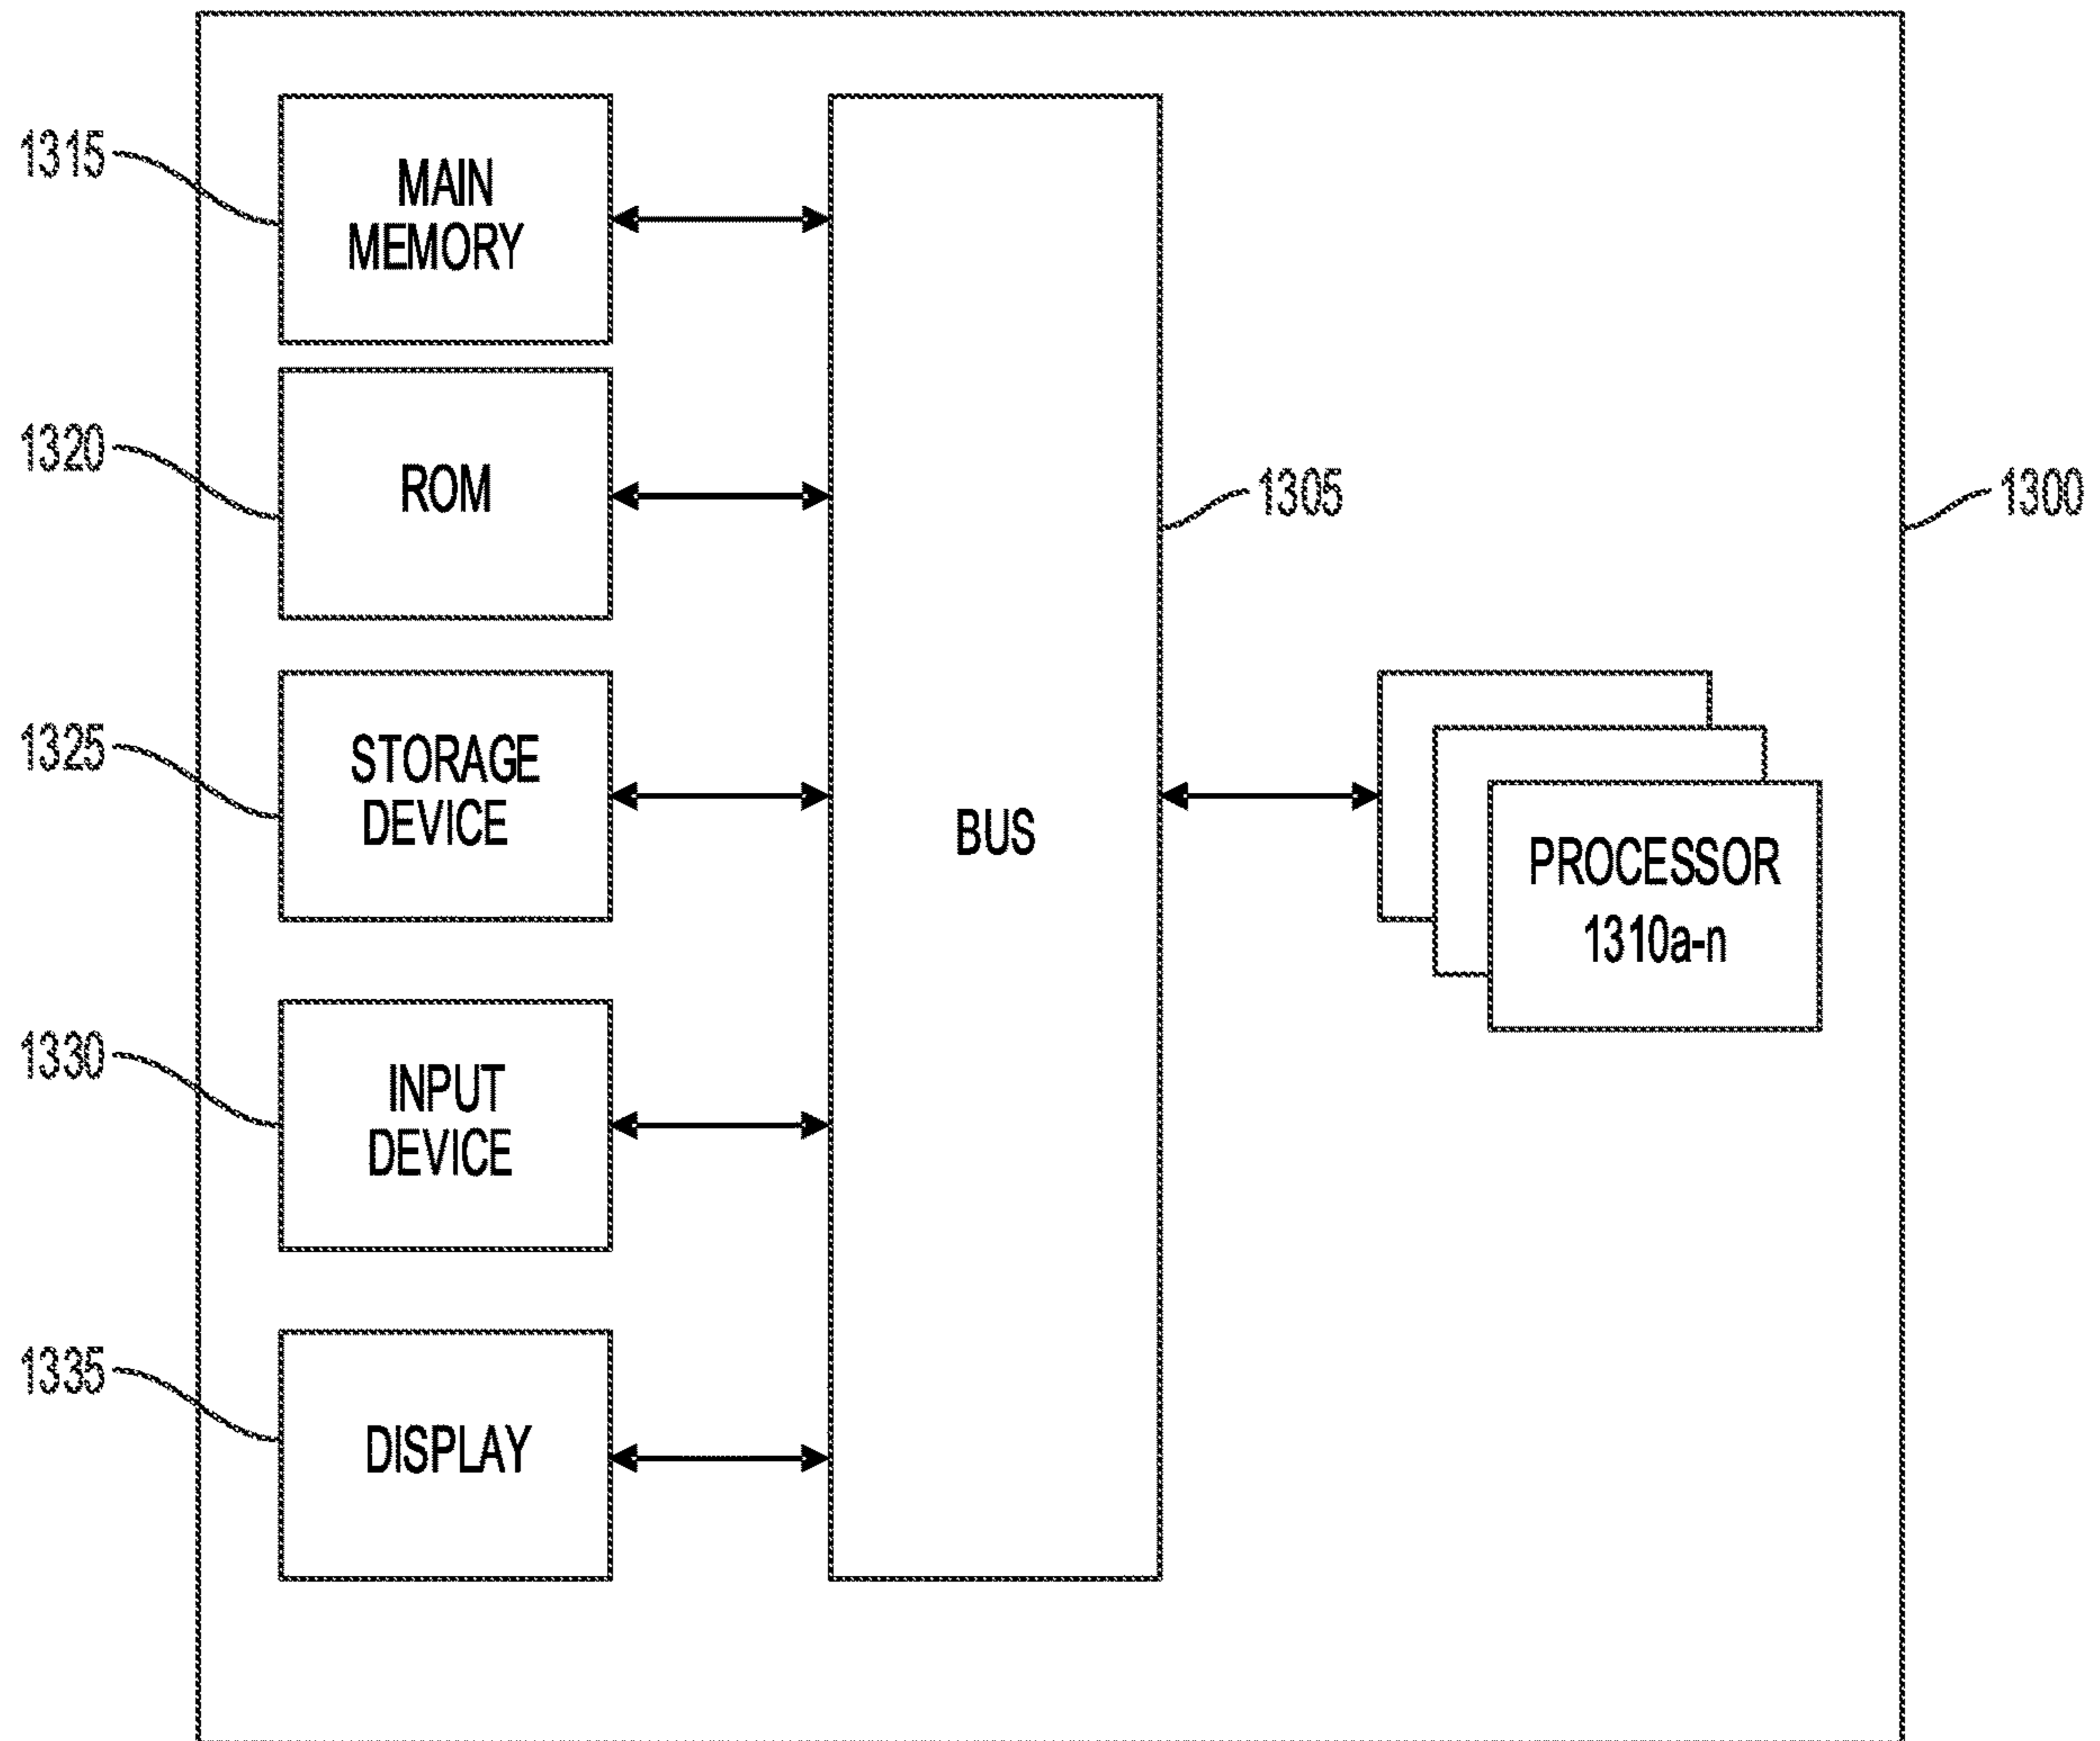 1315
MAIN
MEMORY
1320
ROM
1325
STORAGE
DEVICE
1330
INPUT
DEVICE
1335
DISPLAY
BUS
1305
1300
PROCESSOR
1310a-n